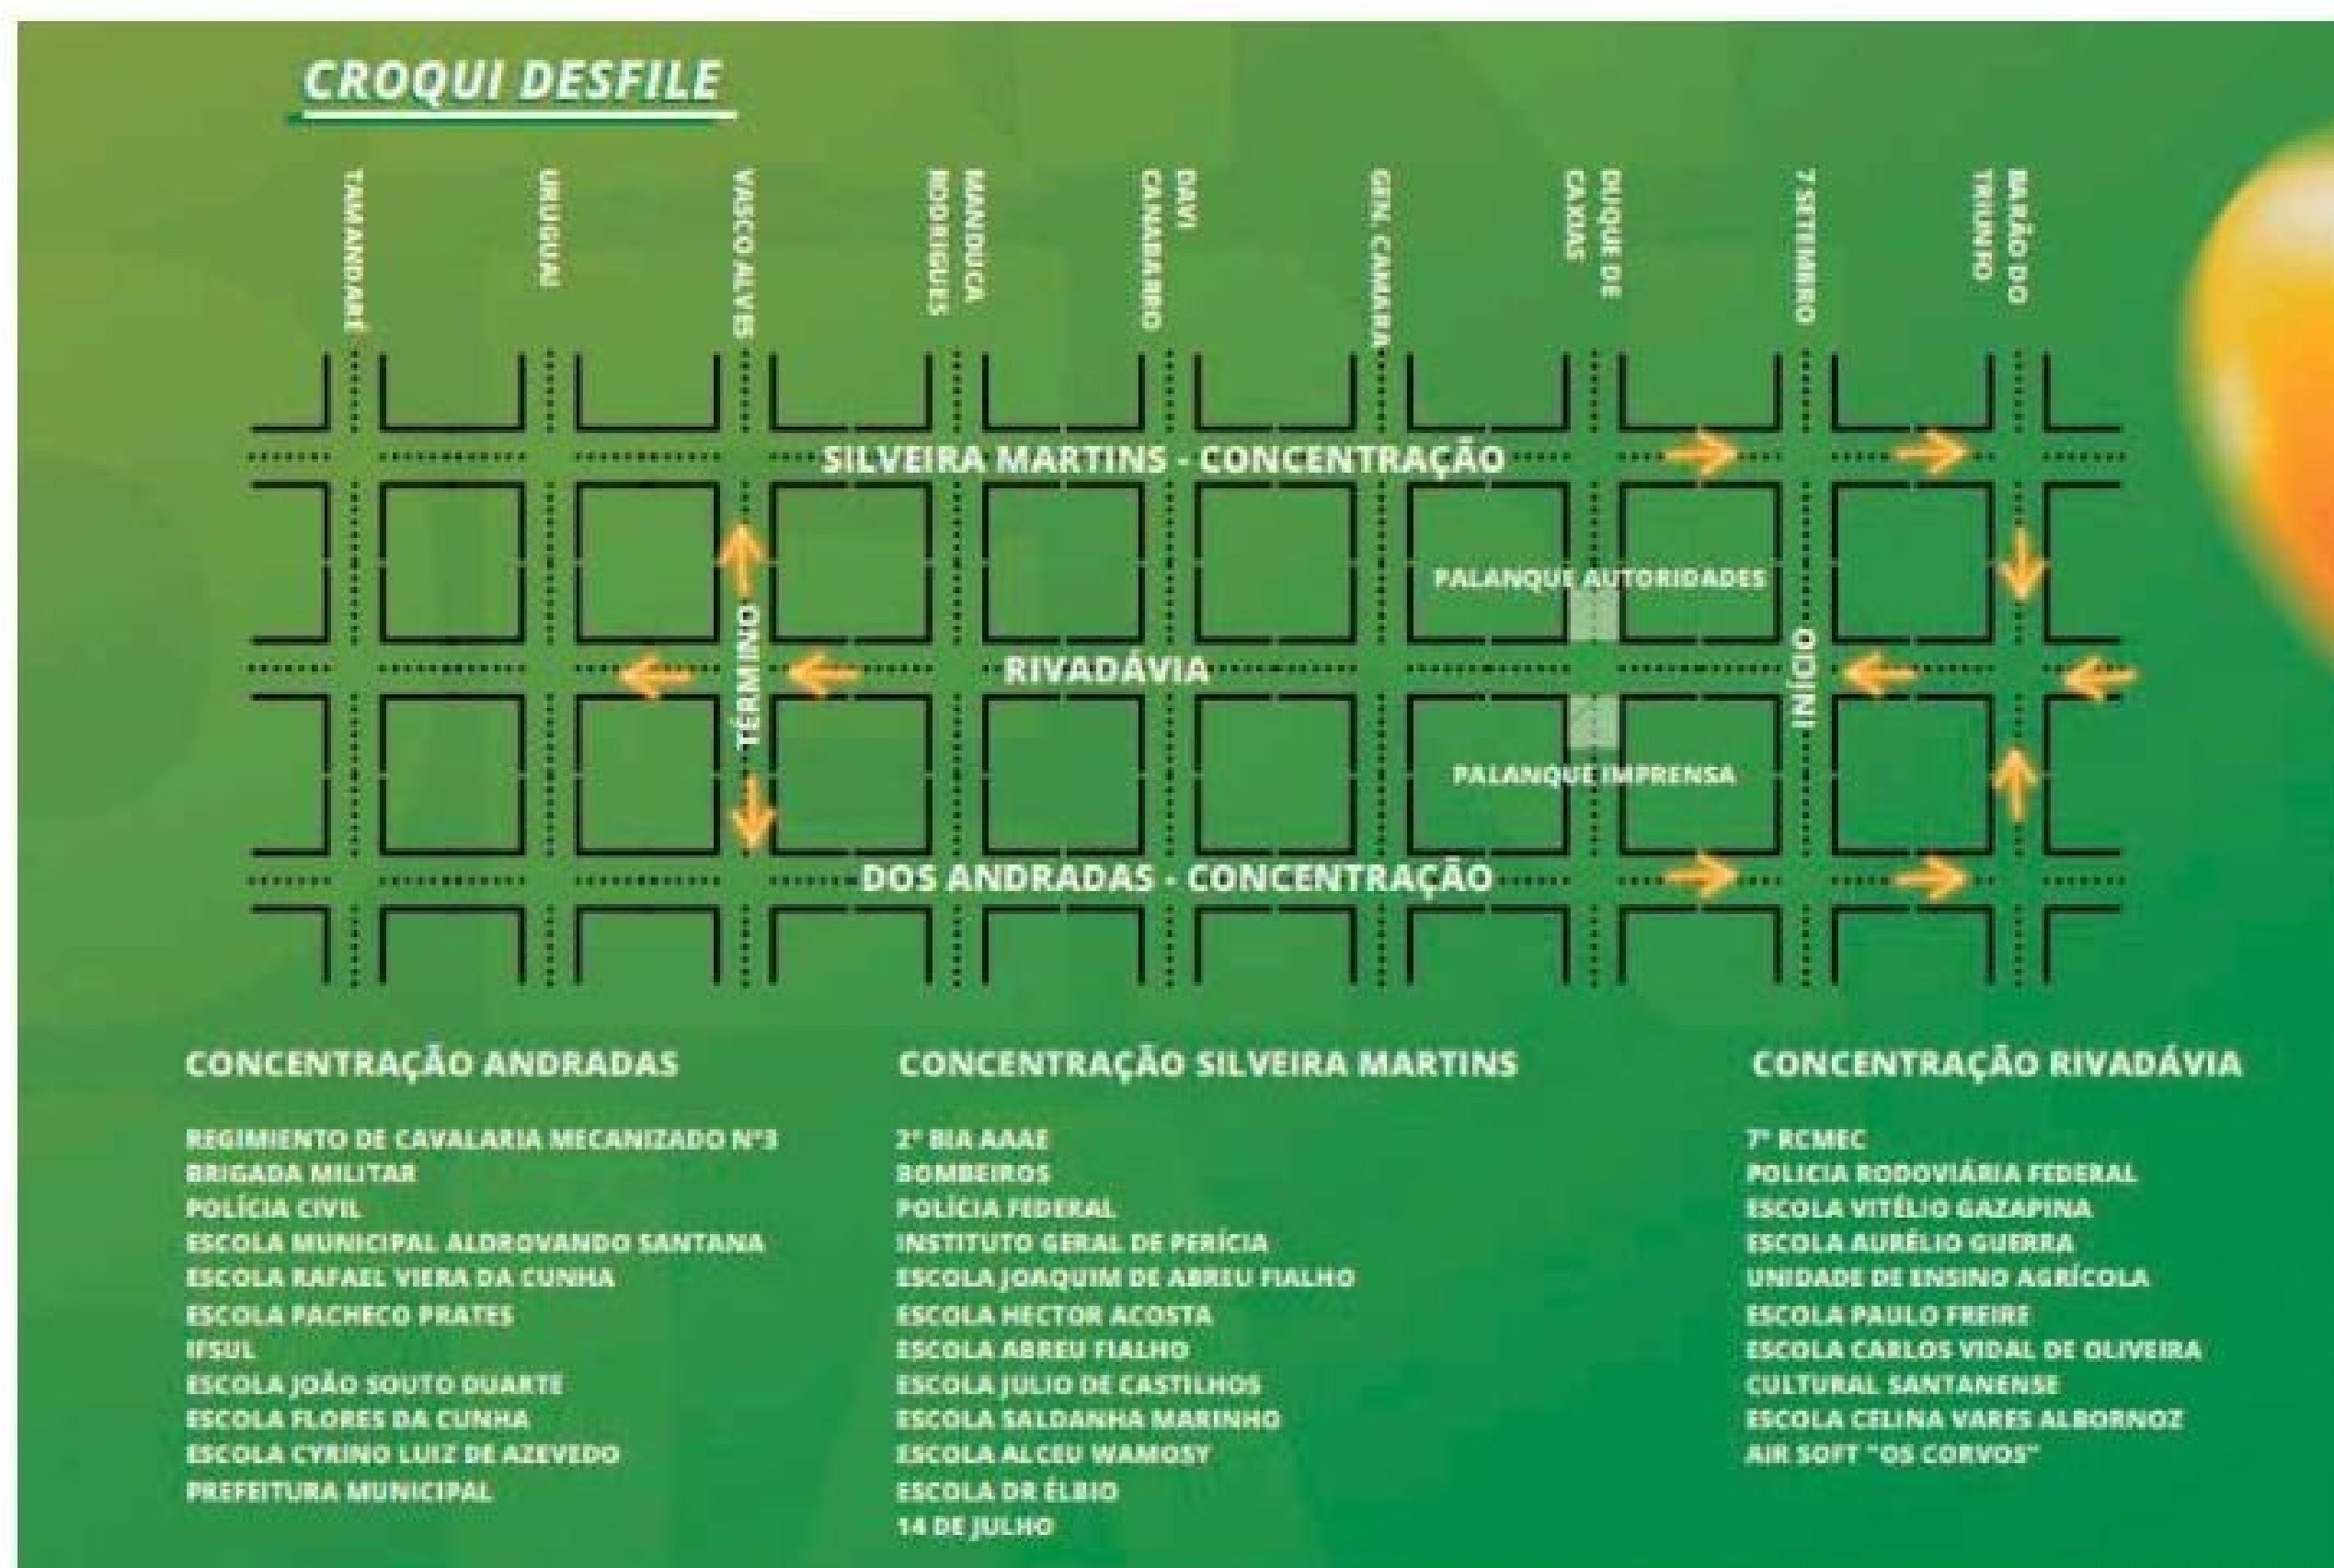 CROQUI DESFILE
TAMANDARÉ
URUGUAI
VASCO ALVES
MANDUCA
RODRIGUES
DAVI
CANABARRO
GEN. CAMARA
DUQUE DE
CAXIAS
7 SETEMBRO
BARÃO DO
TRIUNFO
SILVEIRA MARTINS - CONCENTRAÇÃO
PALANQUE AUTORIDADES
TÉRMINO
RIVADÁVIA
INÍCIO
PALANQUE IMPRENSA
DOS ANDRADAS - CONCENTRAÇÃO
CONCENTRAÇÃO ANDRADAS
REGIMIENTO DE CAVALARIA MECANIZADO Nº3
BRIGADA MILITAR
POLÍCIA CIVIL
ESCOLA MUNICIPAL ALDROVANDO SANTANA
ESCOLA RAFAEL VIERA DA CUNHA
ESCOLA PACHECO PRATES
IFSUL
ESCOLA JOÃO SOUTO DUARTE
ESCOLA FLORES DA CUNHA
ESCOLA CYRINO LUIZ DE AZEVEDO
PREFEITURA MUNICIPAL
CONCENTRAÇÃO SILVEIRA MARTINS
2ª BIA AAAE
BOMBEIROS
POLÍCIA FEDERAL
INSTITUTO GERAL DE PERÍCIA
ESCOLA JOAQUIM DE ABREU FIALHO
ESCOLA HECTOR ACOSTA
ESCOLA ABREU FIALHO
ESCOLA JULIO DE CASTILHOS
ESCOLA SALDANHA MARINHO
ESCOLA ALCEU WAMOSY
ESCOLA DR ÉLBIO
14 DE JULHO
CONCENTRAÇÃO RIVADÁVIA
7º RCMEC
POLICIA RODOVIÁRIA FEDERAL
ESCOLA VITÉLIO GAZAPINA
ESCOLA AURÉLIO GUERRA
UNIDADE DE ENSINO AGRÍCOLA
ESCOLA PAULO FREIRE
ESCOLA CARLOS VIDAL DE OLIVEIRA
CULTURAL SANTANENSE
ESCOLA CELINA VARES ALBORNOZ
AIR SOFT "OS CORVOS"